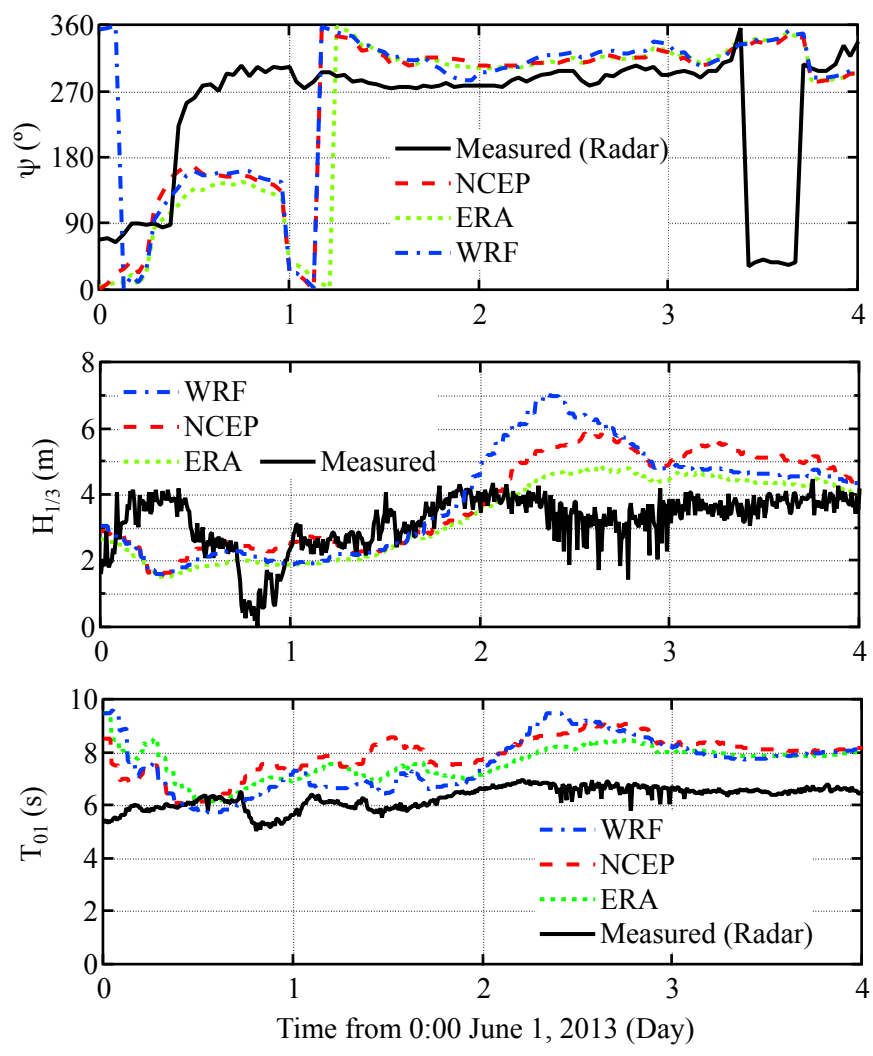 360
270
180
90
0
ψ (º)
Measured (Radar)
NCEP
ERA
WRF
0 1 2 3 4
8
6
4
2
0
H1/3 (m)
WRF
NCEP
ERA Measured
0 1 2 3 4
10
8
6
4
2
0
T01 (s)
WRF
NCEP
ERA
Measured (Radar)
0 1 2 3 4
Time from 0:00 June 1, 2013 (Day)